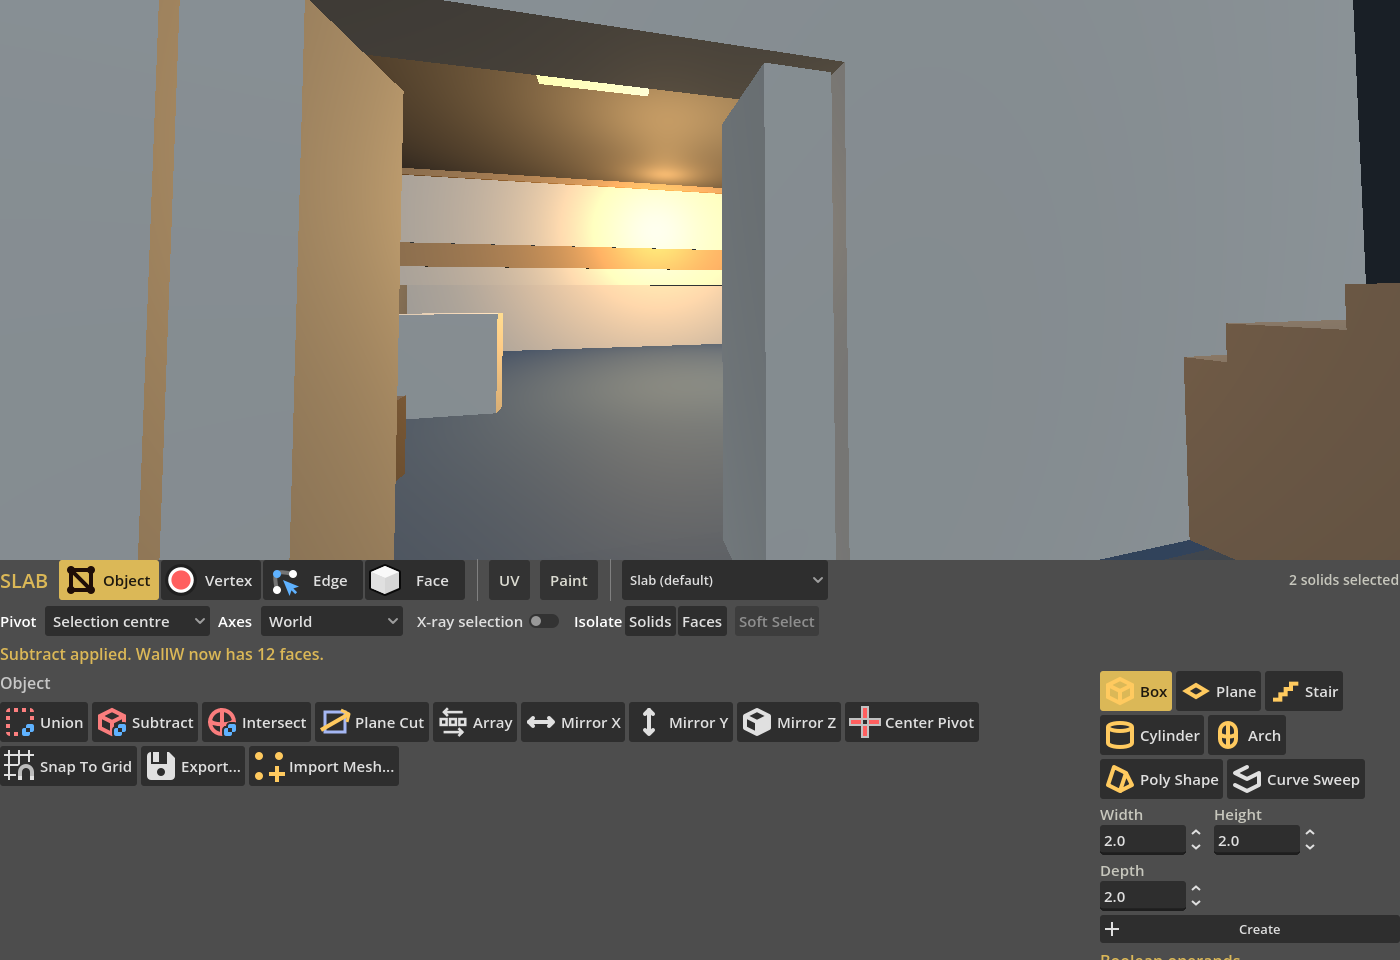 SLAB Object Vertex Edge Face UV Paint Slab (default) 2 solids selected
Pivot Selection centre Axes World X-ray selection Isolate Solids Faces Soft Select
Subtract applied. WallW now has 12 faces.
Object
Union Subtract Intersect Plane Cut Array Mirror X Mirror Y Mirror Z Center Pivot
Snap To Grid Export... Import Mesh...
Box Plane Stair
Cylinder Arch
Poly Shape Curve Sweep
Width Height
2.0 2.0
Depth
2.0
Create
Boolean operands